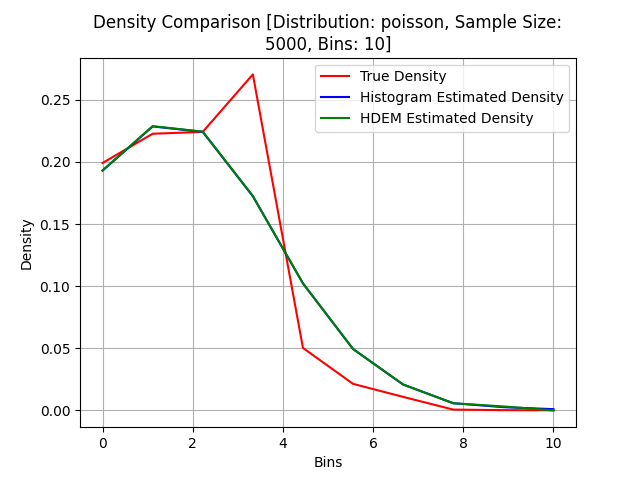 Density Comparison [Distribution: poisson, Sample Size:
5000, Bins: 10]
True Density
Histogram Estimated Density
HDEM Estimated Density
Density
0.25
0.20
0.15
0.10
0.05
0.00
0 2 4 6 8 10
Bins